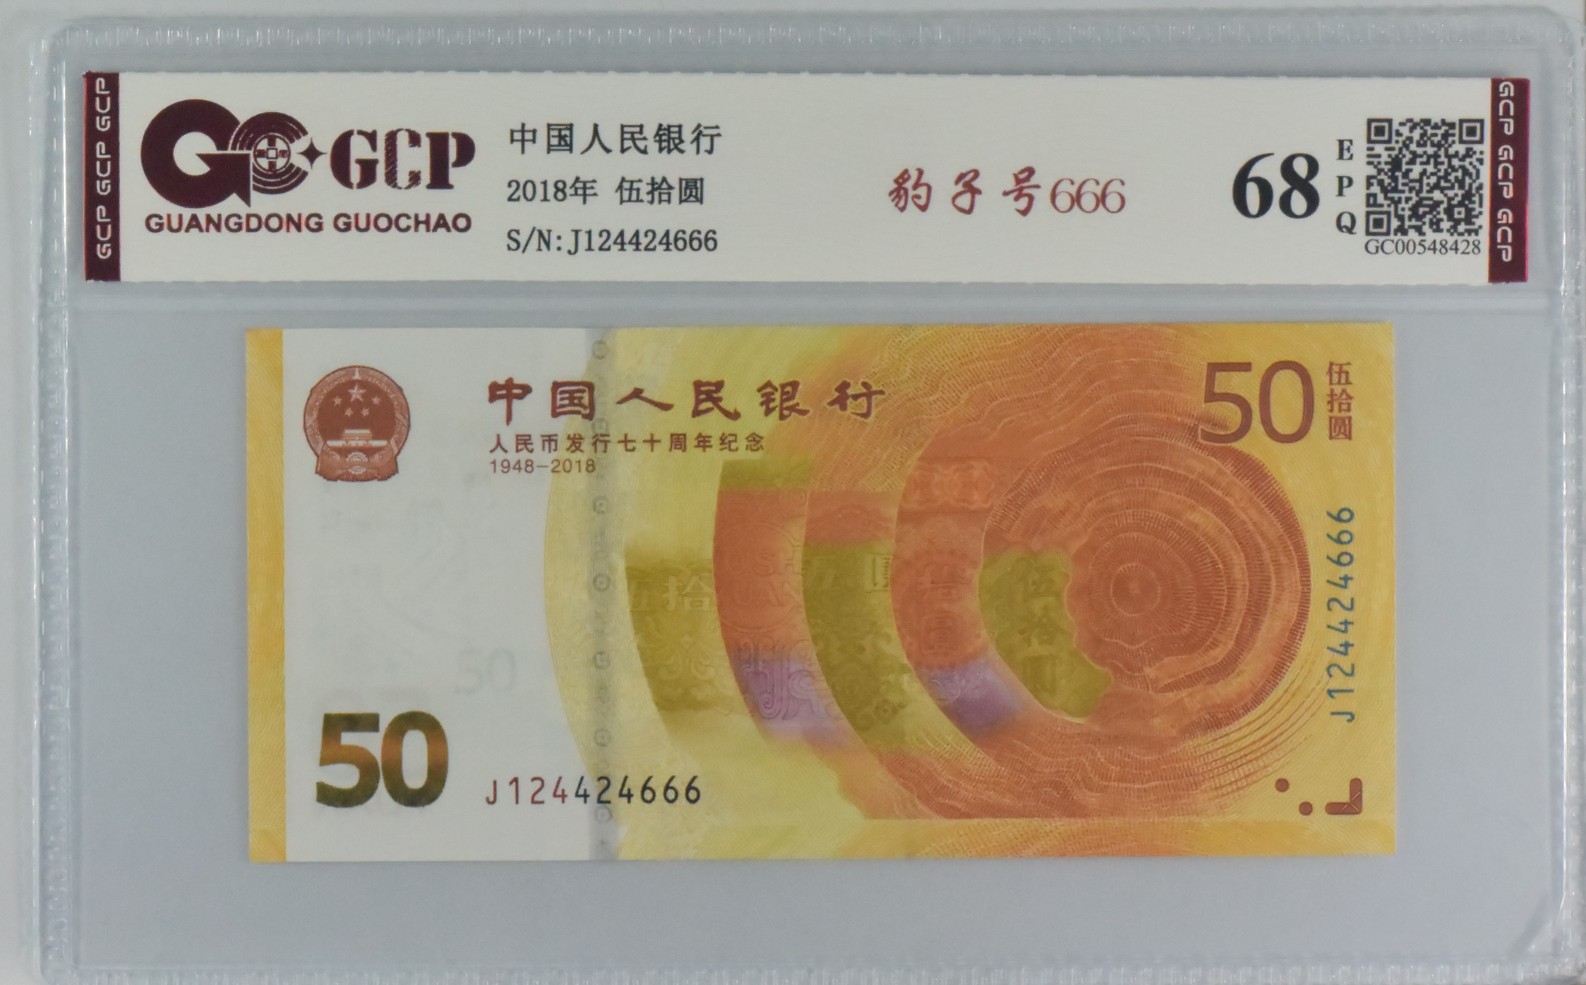 GCP GCP GCP
GCP
GUANGDONG GUOCHAO
中国人民银行
2018年 伍拾圆
S/N:J124424666
豹子号666
68
EPQ
GC00548428
GCP GCP GCP
中国人民银行
人民币发行七十周年纪念
1948-2018
50
伍拾圆
J124424666
50
J124424666